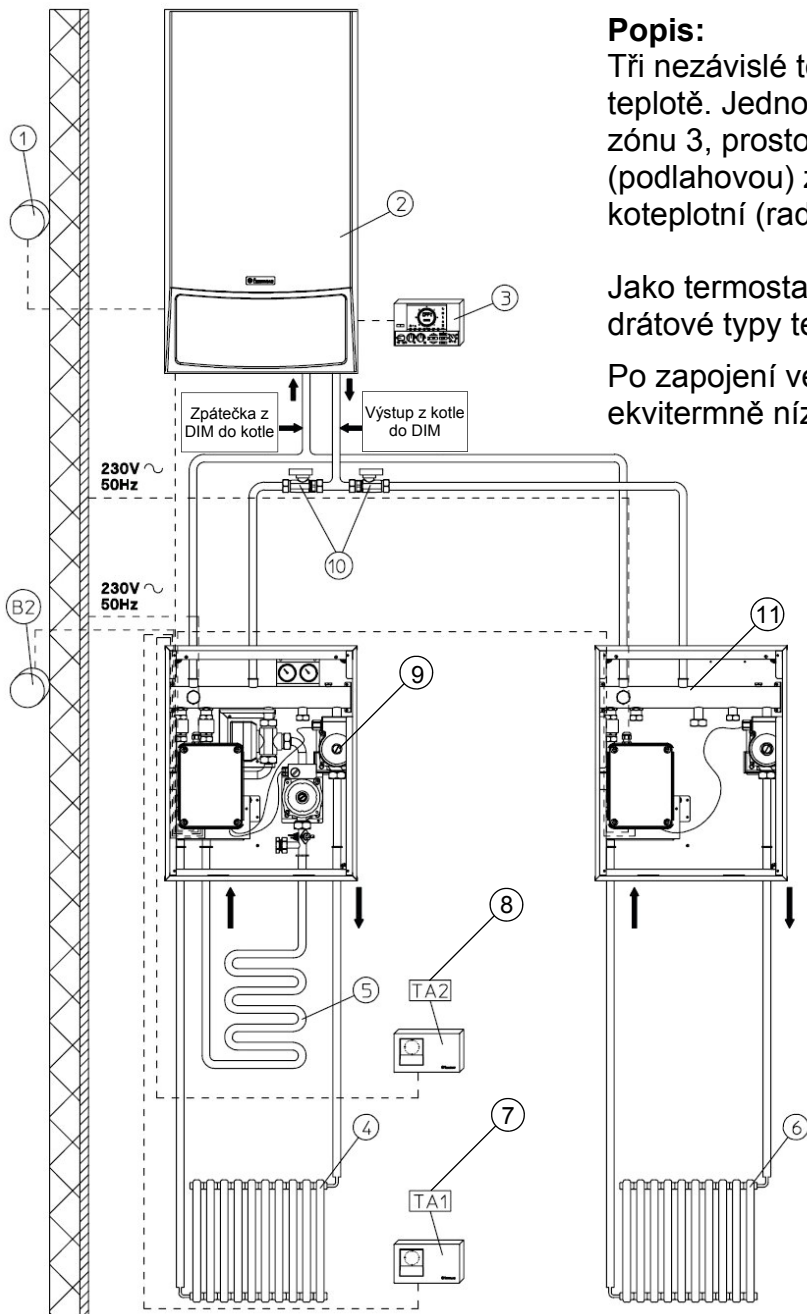 Popis:
Tři nezávislé t
teplotě. Jedno
zónu 3, prosto
(podlahovou) z
koteplotní (rad
Jako termosta
drátové typy te
Po zapojení ve
ekvitermně níz
1
2
3
Zpátečka z
DIM do kotle
Výstup z kotle
do DIM
230V ~
50Hz
10
230V ~
50Hz
B2
11
9
8
TA2
5
7
4
TA1
6